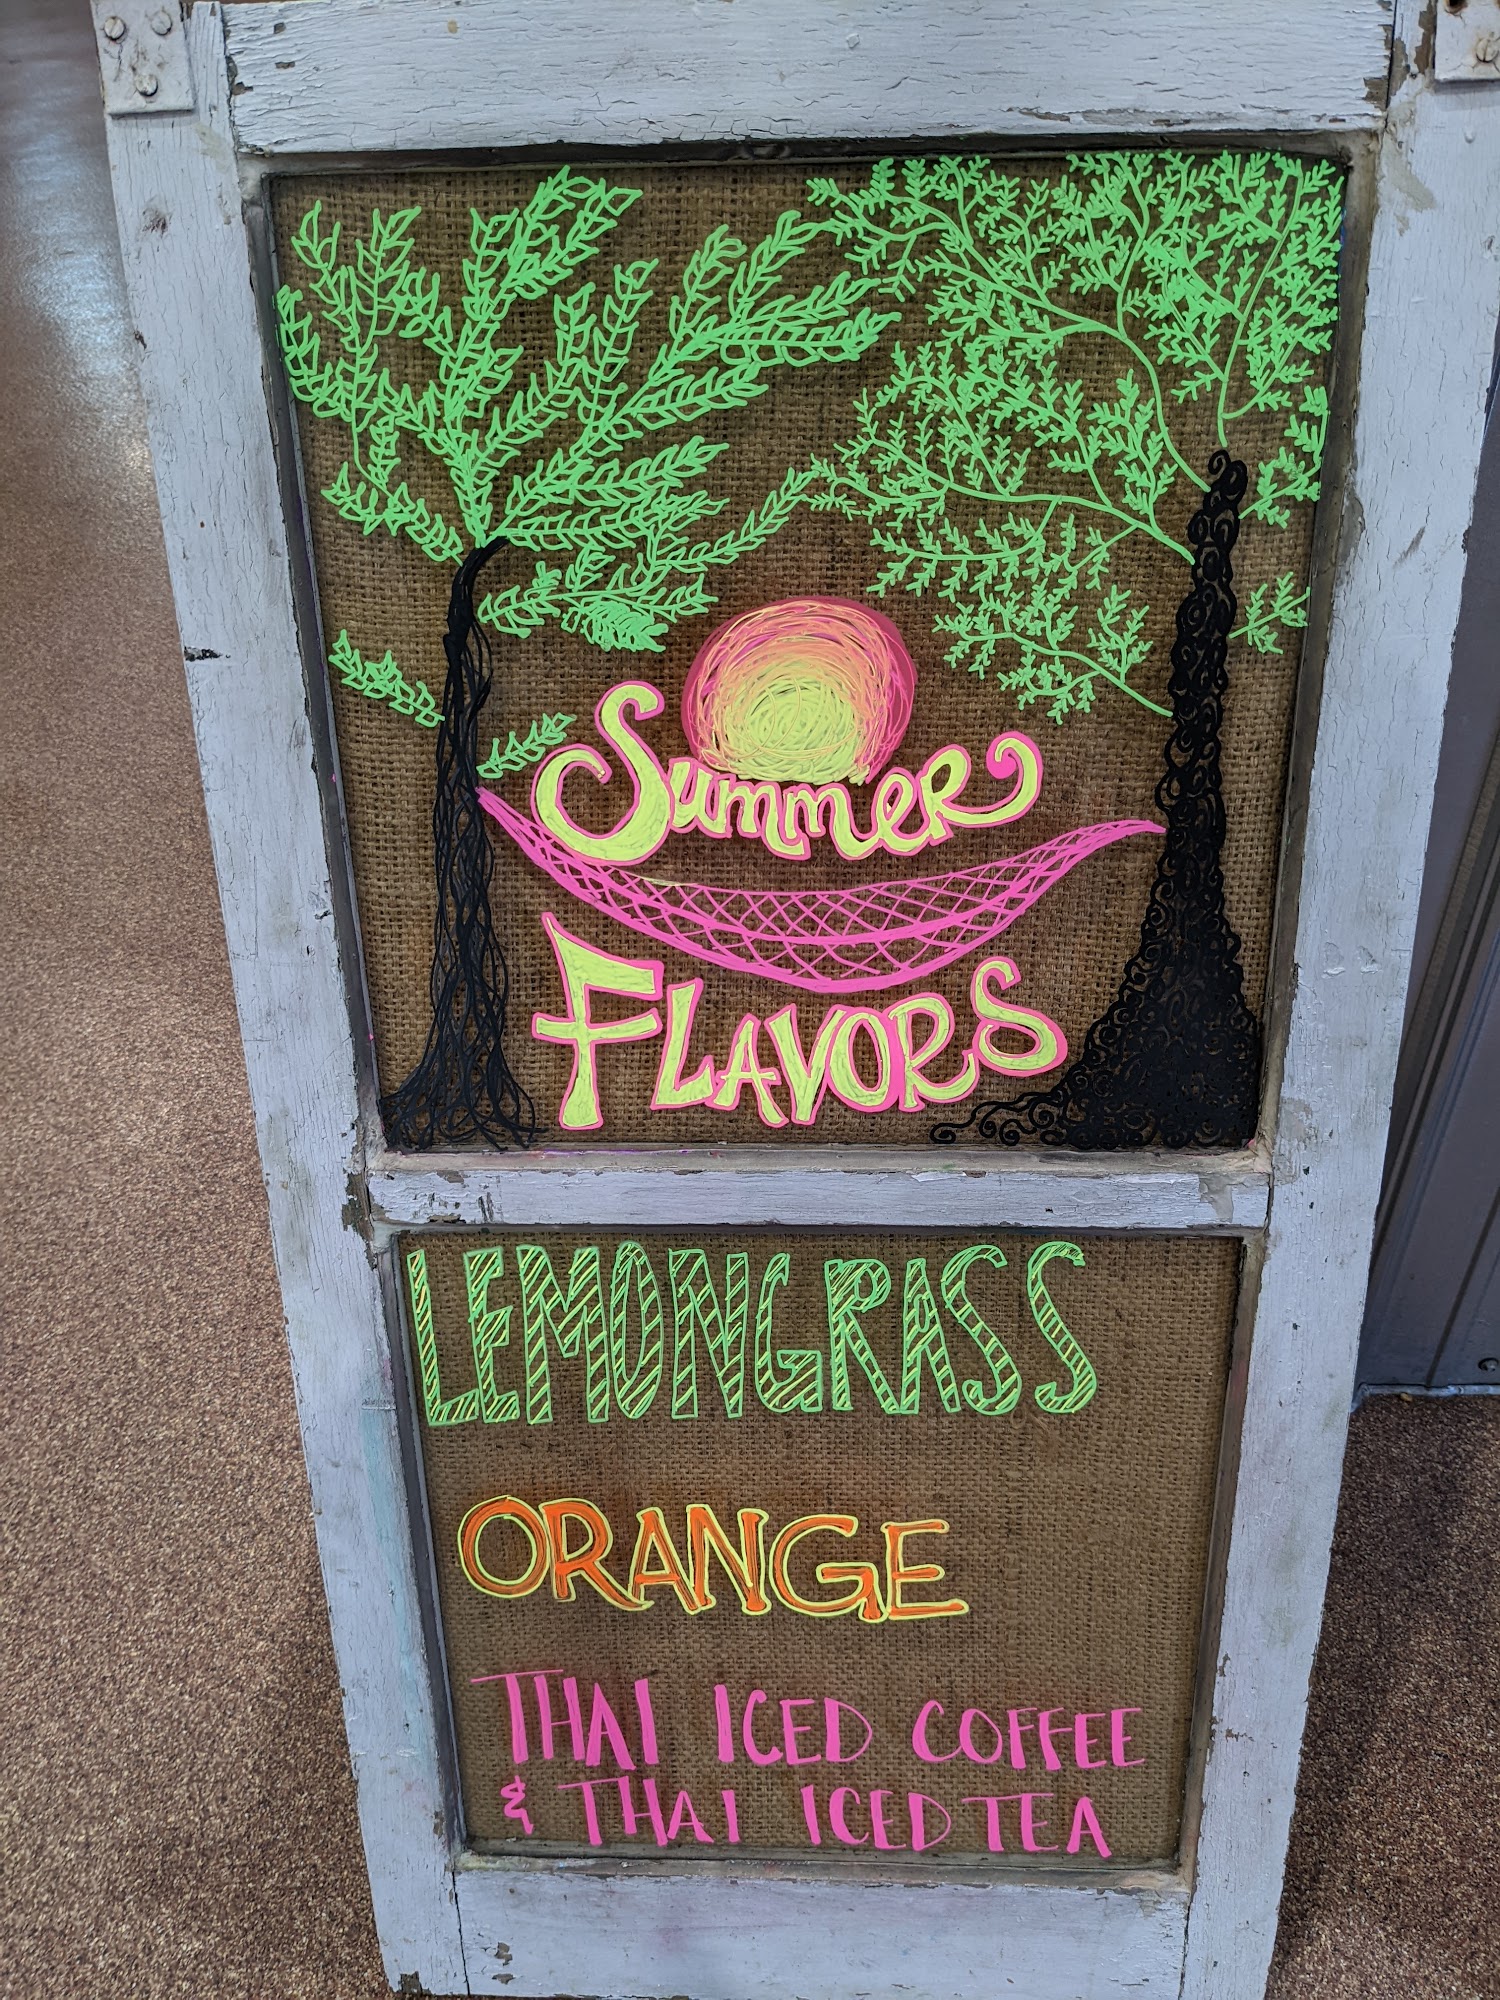 Summer
FLAVORS
LEMONGRASS
ORANGE
THAI ICED COFFEE
& THAI ICED TEA